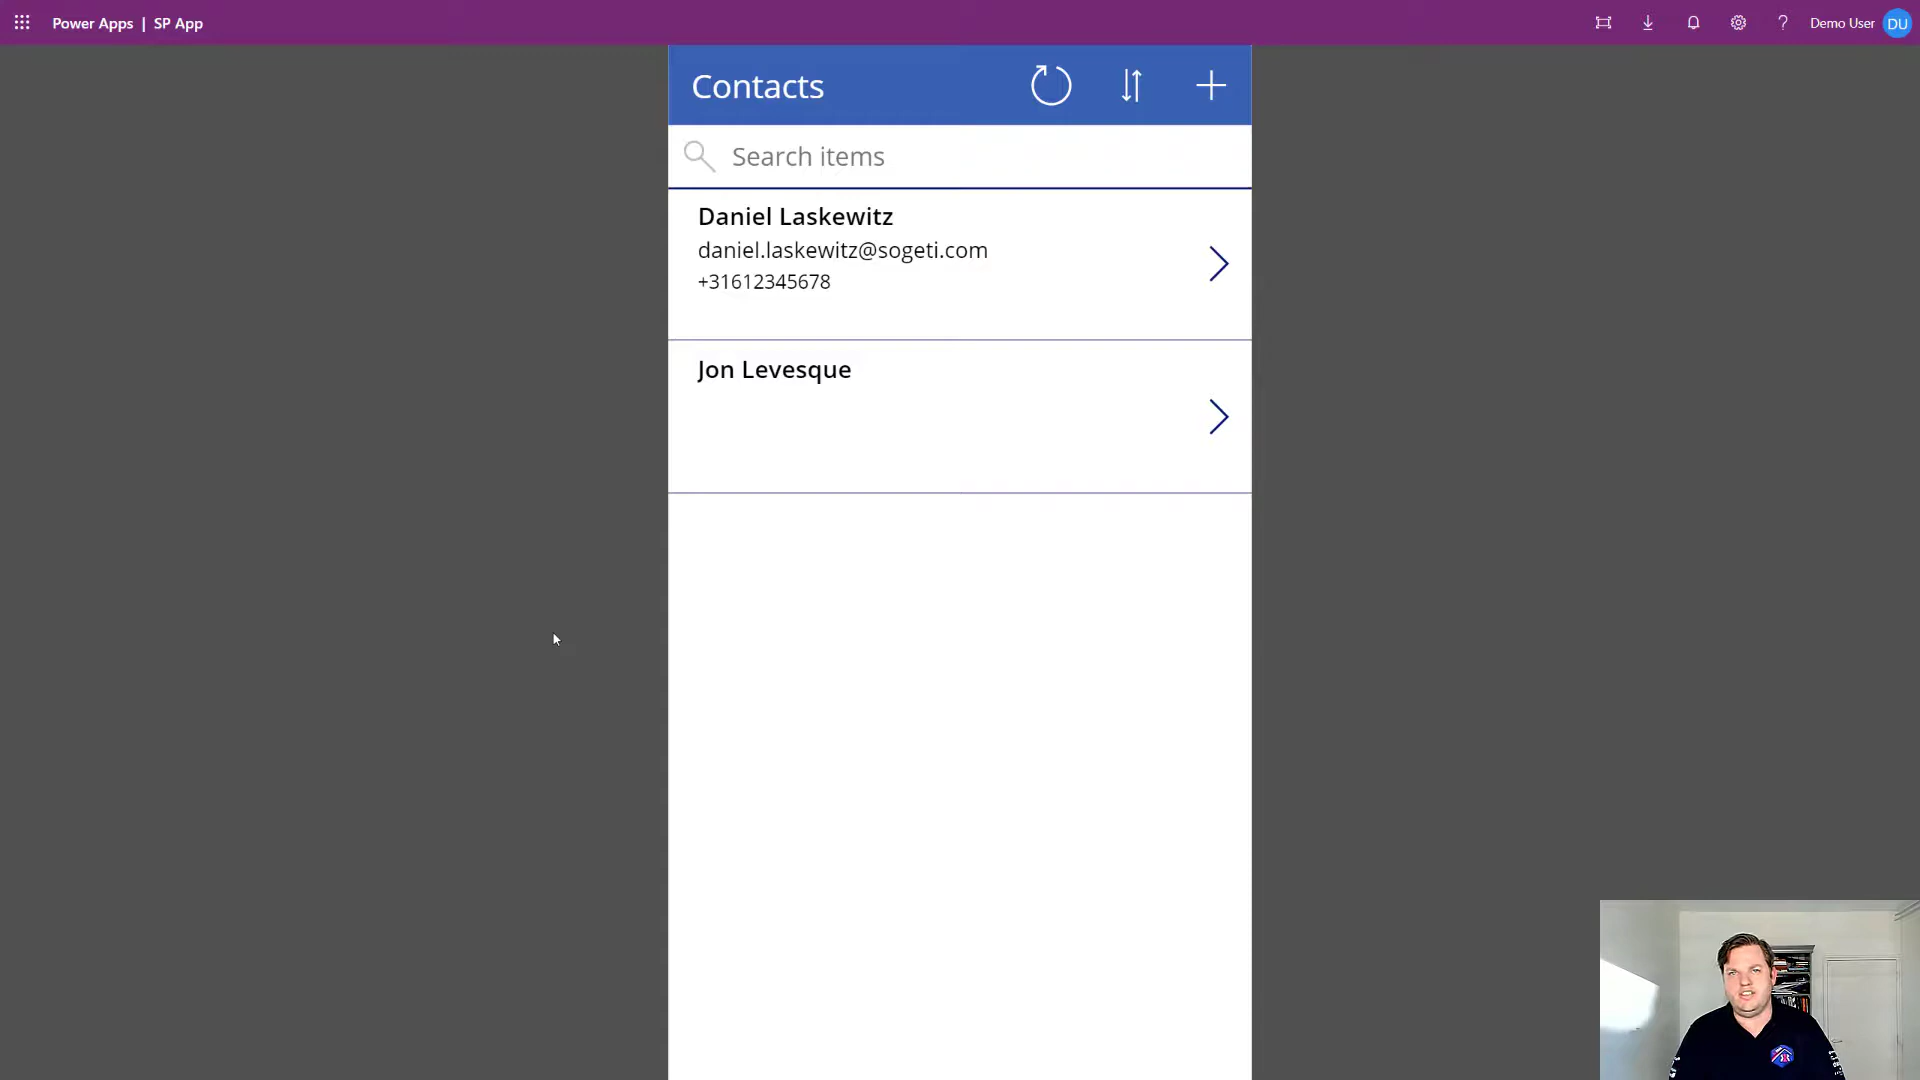 Power Apps | SP App
? Demo User DU
Contacts
Search items
Daniel Laskewitz
daniel.laskewitz@sogeti.com
+31612345678
Jon Levesque